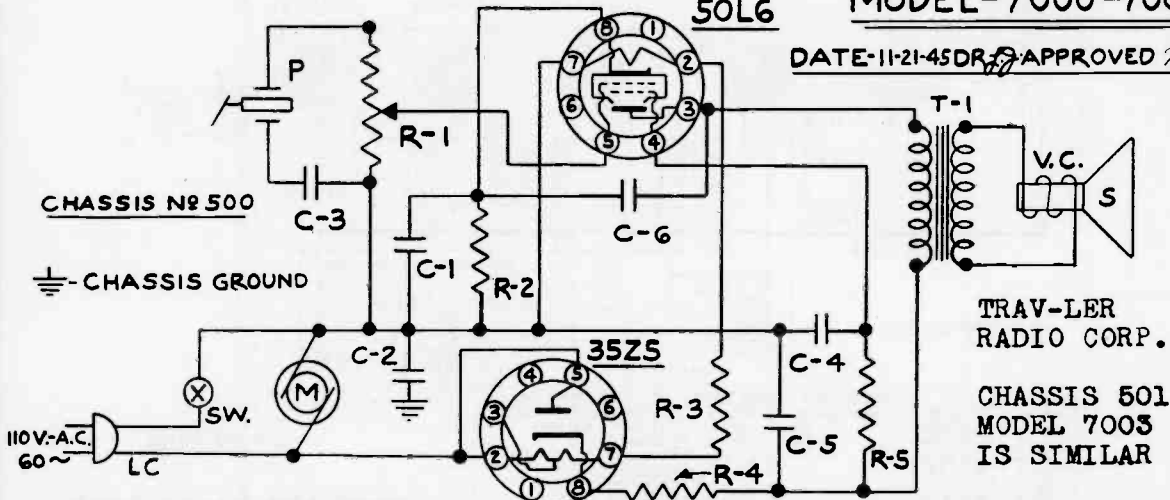 50L6
MODEL-7000-700
DATE-11-21-45 DR. APPROVED
8 1
7 2
6 3
5 4
P
R-1
T-1
V.C.
S
CHASSIS Nº 500
C-3
C-6
C-1
R-2
⏚-CHASSIS GROUND
TRAV-LER
RADIO CORP.
C-2
35Z5
C-4
4 5
3 6
2 7
1 8
M
SW.
R-3
C-5
R-5
CHASSIS 501
MODEL 7003
IS SIMILAR
110V.-A.C.
60~
LC
R-4